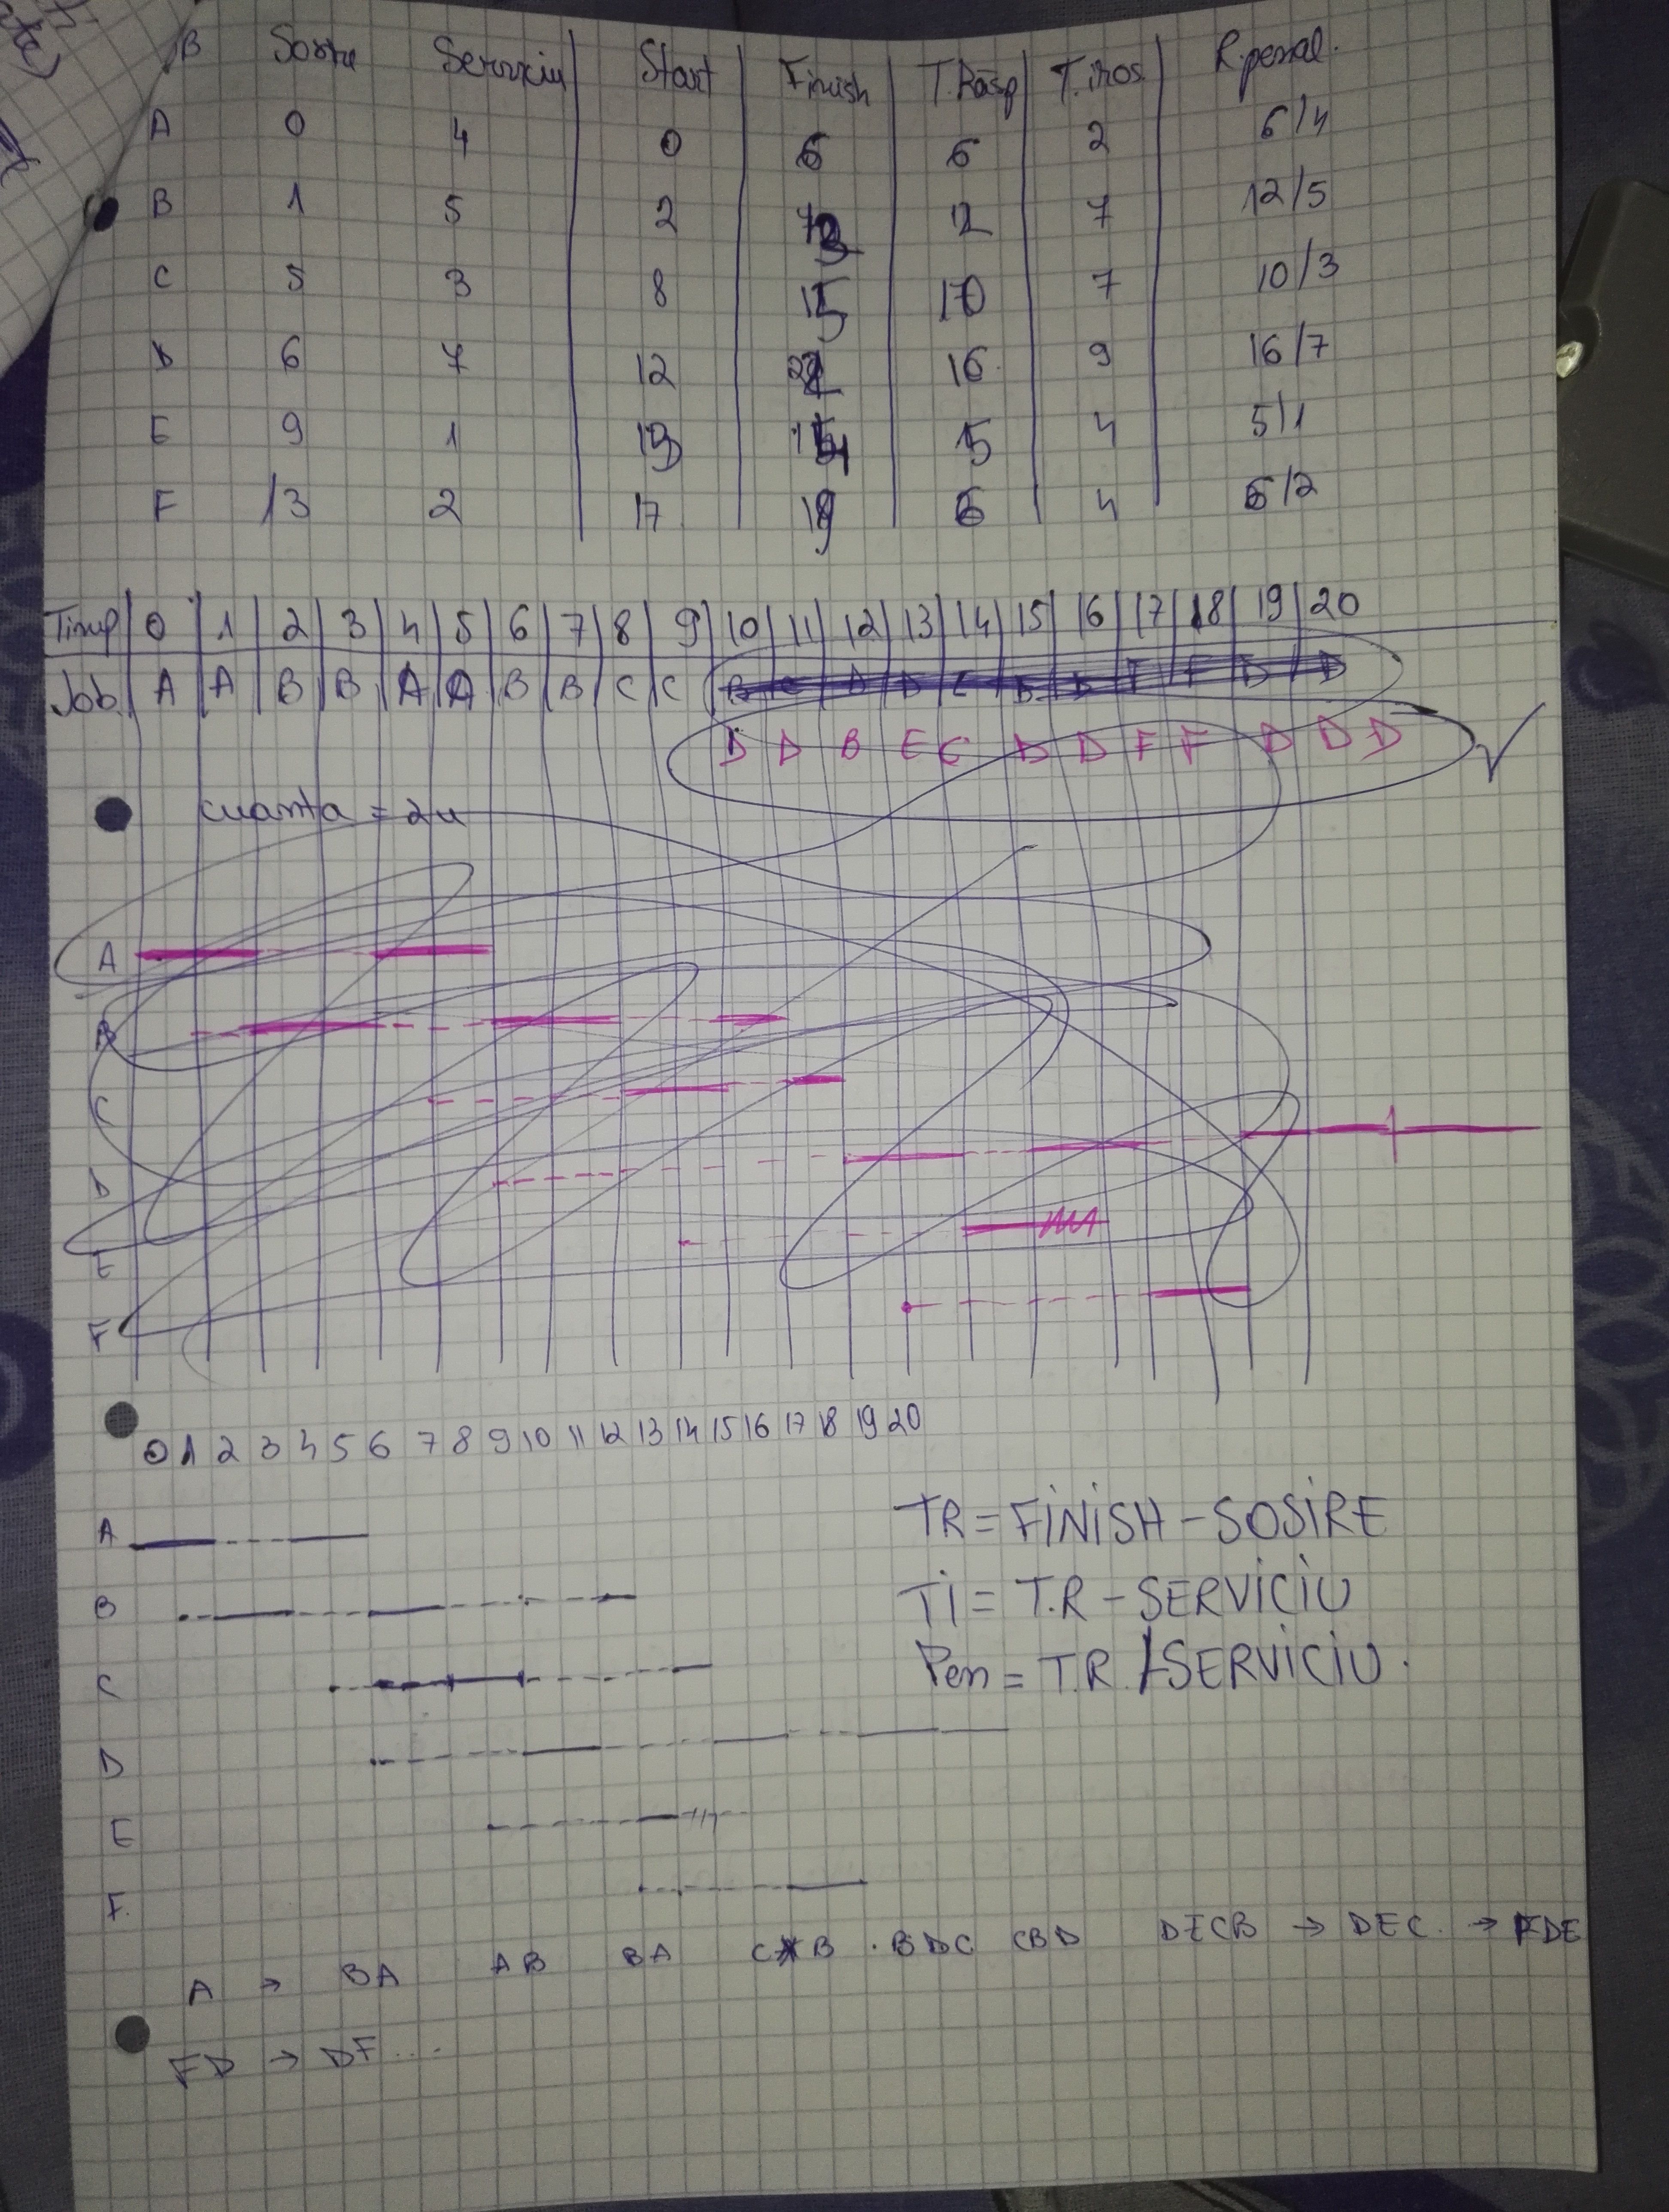 B Sosire Serviciu Start Finish T.Răsp T.iros R.penal.
A 0 4 0 6 6 2 6/4
B 1 5 2 13 12 7 12/5
C 5 3 8 15 10 7 10/3
D 6 7 12 22 16 9 16/7
E 9 1 13 14 5 4 5/1
F 13 2 17 19 6 4 6/2
Timp 0 1 2 3 4 5 6 7 8 9 10 11 12 13 14 15 16 17 18 19 20
Job A A B B A A B B C C
D D B E C D D F F D D D
cuanta = 2u
A
B
C
D
E
F
0 1 2 3 4 5 6 7 8 9 10 11 12 13 14 15 16 17 18 19 20
A
B
C
D
E
F.
TR = FINISH - SOSIRE
Ti = T.R - SERVICIU
Pen = T.R. / SERVICIU.
A → BA AB BA CB . BDC CBD DECB → DEC. → FDE
FD → DF ....